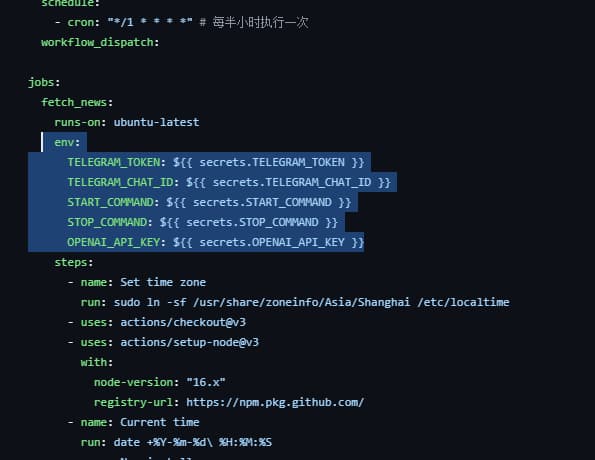 schedule:
- cron: "*/1 * * * *" # 每半小时执行一次
workflow_dispatch:
jobs:
fetch_news:
runs-on: ubuntu-latest
env:
TELEGRAM_TOKEN: ${{ secrets.TELEGRAM_TOKEN }}
TELEGRAM_CHAT_ID: ${{ secrets.TELEGRAM_CHAT_ID }}
START_COMMAND: ${{ secrets.START_COMMAND }}
STOP_COMMAND: ${{ secrets.STOP_COMMAND }}
OPENAI_API_KEY: ${{ secrets.OPENAI_API_KEY }}
steps:
- name: Set time zone
run: sudo ln -sf /usr/share/zoneinfo/Asia/Shanghai /etc/localtime
- uses: actions/checkout@v3
- uses: actions/setup-node@v3
with:
node-version: "16.x"
registry-url: https://npm.pkg.github.com/
- name: Current time
run: date +%Y-%m-%d\ %H:%M:%S